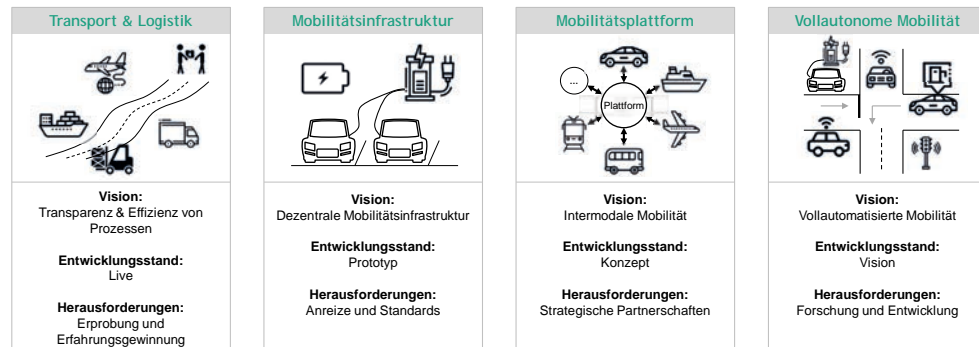 Transport & Logistik
Vision:
Transparenz & Effizienz von
Prozessen
Entwicklungsstand:
Live
Herausforderungen:
Erprobung und
Erfahrungsgewinnung
Mobilitätsinfrastruktur
Vision:
Dezentrale Mobilitätsinfrastruktur
Entwicklungsstand:
Prototyp
Herausforderungen:
Anreize und Standards
Mobilitätsplattform
...
Plattform
Vision:
Intermodale Mobilität
Entwicklungsstand:
Konzept
Herausforderungen:
Strategische Partnerschaften
Vollautonome Mobilität
Vision:
Vollautomatisierte Mobilität
Entwicklungsstand:
Vision
Herausforderungen:
Forschung und Entwicklung